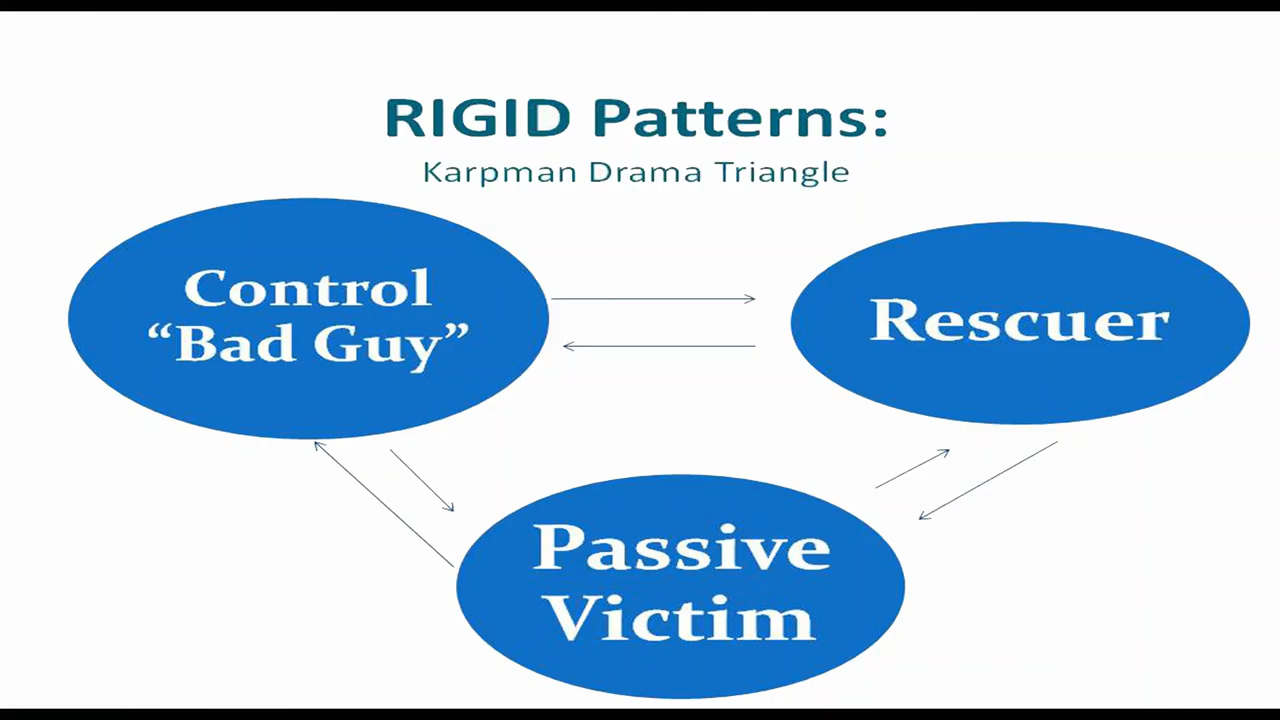 RIGID Patterns:
Karpman Drama Triangle
Control
“Bad Guy”
Rescuer
Passive
Victim